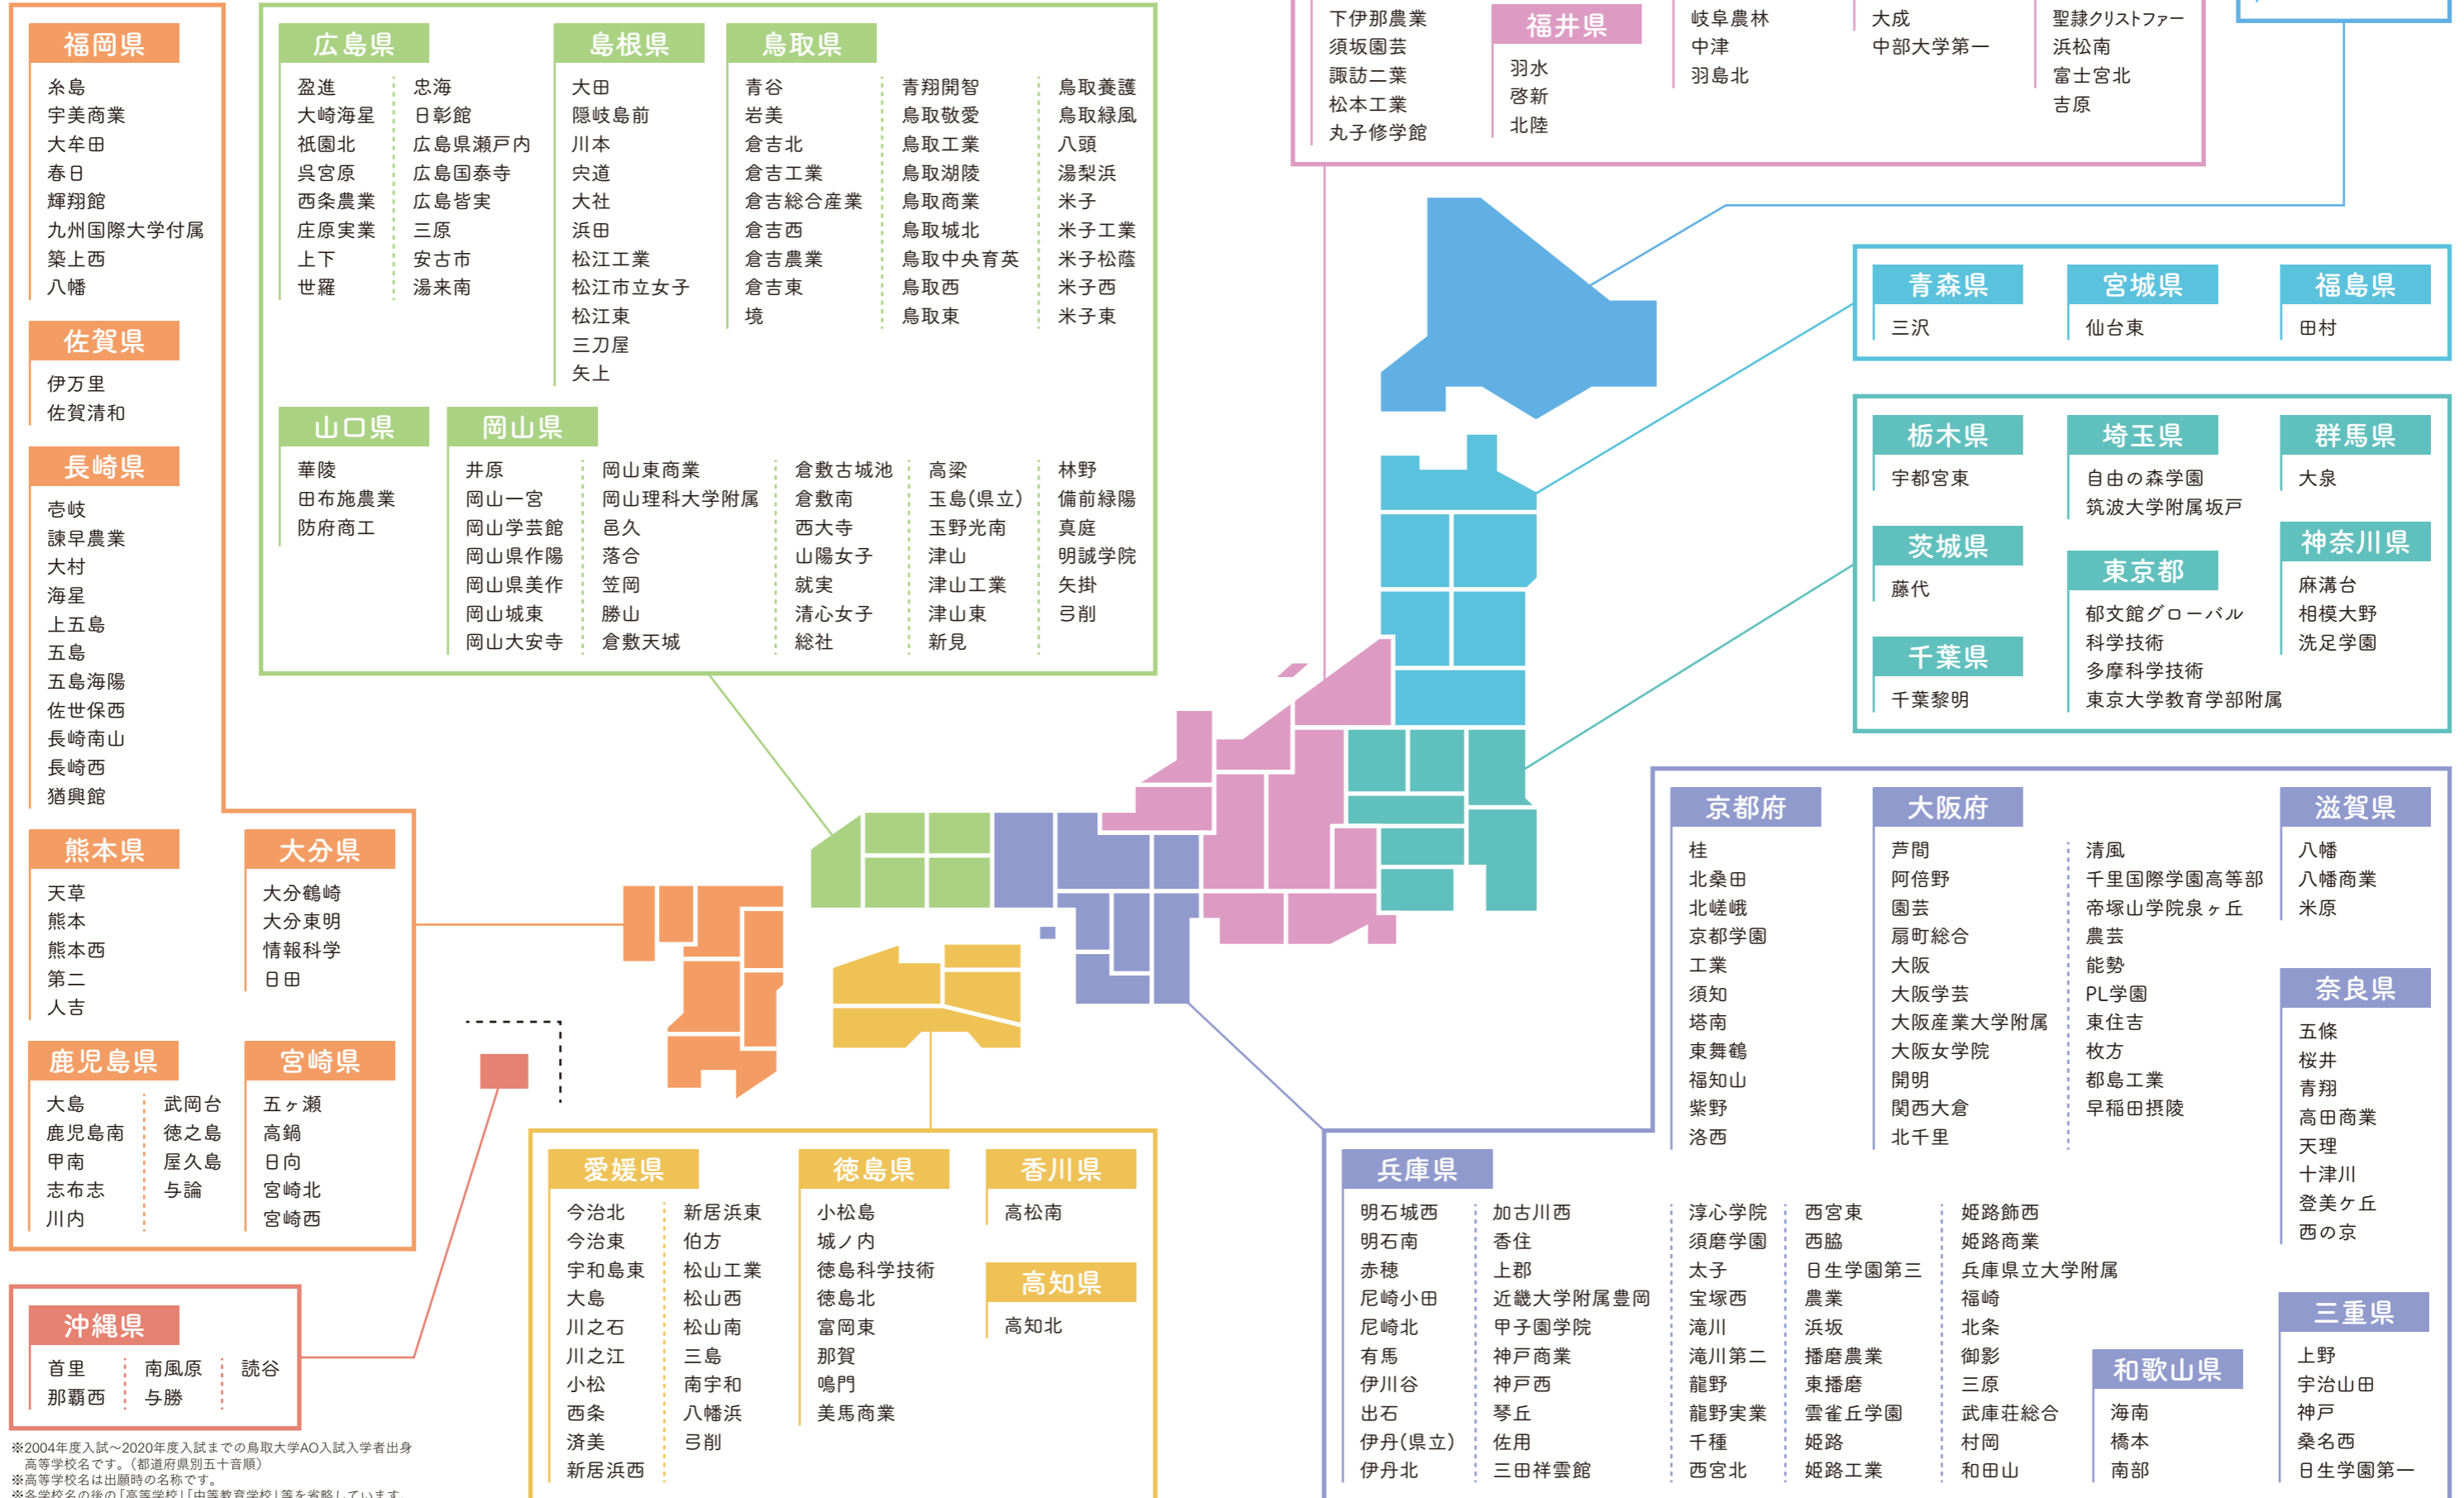 福岡県
糸島
宇美商業
大牟田
春日
輝翔館
九州国際大学付属
築上西
八幡
佐賀県
伊万里
佐賀清和
長崎県
壱岐
諫早農業
大村
海星
上五島
五島
五島海陽
佐世保西
長崎南山
長崎西
猶興館
熊本県
天草
熊本
熊本西
第二
人吉
大分県
大分鶴崎
大分東明
情報科学
日田
鹿児島県
大島
鹿児島南
甲南
志布志
川内
武岡台
徳之島
屋久島
与論
宮崎県
五ヶ瀬
高鍋
日向
宮崎北
宮崎西
沖縄県
首里
那覇西
南風原
与勝
読谷
※2004年度入試～2020年度入試までの鳥取大学AO入試入学者出身
高等学校名です。(都道府県別五十音順)
※高等学校名は出願時の名称です。
※各学校名の後の「高等学校」「中等教育学校」等を省略しています。
広島県
盈進
大崎海星
祇園北
呉宮原
西条農業
庄原実業
上下
世羅
忠海
日彰館
広島県瀬戸内
広島国泰寺
広島皆実
三原
安古市
湯来南
島根県
大田
隠岐島前
川本
宍道
大社
浜田
松江工業
松江市立女子
松江東
三刀屋
矢上
鳥取県
青谷
岩美
倉吉北
倉吉工業
倉吉総合産業
倉吉西
倉吉農業
倉吉東
境
青翔開智
鳥取敬愛
鳥取工業
鳥取湖陵
鳥取商業
鳥取城北
鳥取中央育英
鳥取西
鳥取東
鳥取養護
鳥取緑風
八頭
湯梨浜
米子
米子工業
米子松蔭
米子西
米子東
山口県
華陵
田布施農業
防府商工
岡山県
井原
岡山一宮
岡山学芸館
岡山県作陽
岡山県美作
岡山城東
岡山大安寺
岡山東商業
岡山理科大学附属
邑久
落合
笠岡
勝山
倉敷天城
倉敷古城池
倉敷南
西大寺
山陽女子
就実
清心女子
総社
高梁
玉島(県立)
玉野光南
津山
津山工業
津山東
新見
林野
備前緑陽
真庭
明誠学院
矢掛
弓削
愛媛県
今治北
今治東
宇和島東
大島
川之石
川之江
小松
西条
済美
新居浜西
新居浜東
伯方
松山工業
松山西
松山南
三島
南宇和
八幡浜
弓削
徳島県
小松島
城ノ内
徳島科学技術
徳島北
富岡東
那賀
鳴門
美馬商業
香川県
高松南
高知県
高知北
下伊那農業
須坂園芸
諏訪二葉
松本工業
丸子修学館
福井県
羽水
啓新
北陸
岐阜農林
中津
羽島北
大成
中部大学第一
聖隷クリストファー
浜松南
富士宮北
吉原
青森県
三沢
宮城県
仙台東
福島県
田村
栃木県
宇都宮東
茨城県
藤代
千葉県
千葉黎明
埼玉県
自由の森学園
筑波大学附属坂戸
東京都
郁文館グローバル
科学技術
多摩科学技術
東京大学教育学部附属
群馬県
大泉
神奈川県
麻溝台
相模大野
洗足学園
京都府
桂
北桑田
北嵯峨
京都学園
工業
須知
塔南
東舞鶴
福知山
紫野
洛西
大阪府
芦間
阿倍野
園芸
扇町総合
大阪
大阪学芸
大阪産業大学附属
大阪女学院
開明
関西大倉
北千里
清風
千里国際学園高等部
帝塚山学院泉ヶ丘
農芸
能勢
PL学園
東住吉
枚方
都島工業
早稲田摂陵
滋賀県
八幡
八幡商業
米原
奈良県
五條
桜井
青翔
高田商業
天理
十津川
登美ケ丘
西の京
兵庫県
明石城西
明石南
赤穂
尼崎小田
尼崎北
有馬
伊川谷
出石
伊丹(県立)
伊丹北
加古川西
香住
上郡
近畿大学附属豊岡
甲子園学院
神戸商業
神戸西
琴丘
佐用
三田祥雲館
淳心学院
須磨学園
太子
宝塚西
滝川
滝川第二
龍野
龍野実業
千種
西宮北
西宮東
西脇
日生学園第三
農業
浜坂
播磨農業
東播磨
雲雀丘学園
姫路
姫路工業
姫路飾西
姫路商業
兵庫県立大学附属
福崎
北条
御影
三原
武庫荘総合
村岡
和田山
和歌山県
海南
橋本
南部
三重県
上野
宇治山田
神戸
桑名西
日生学園第一